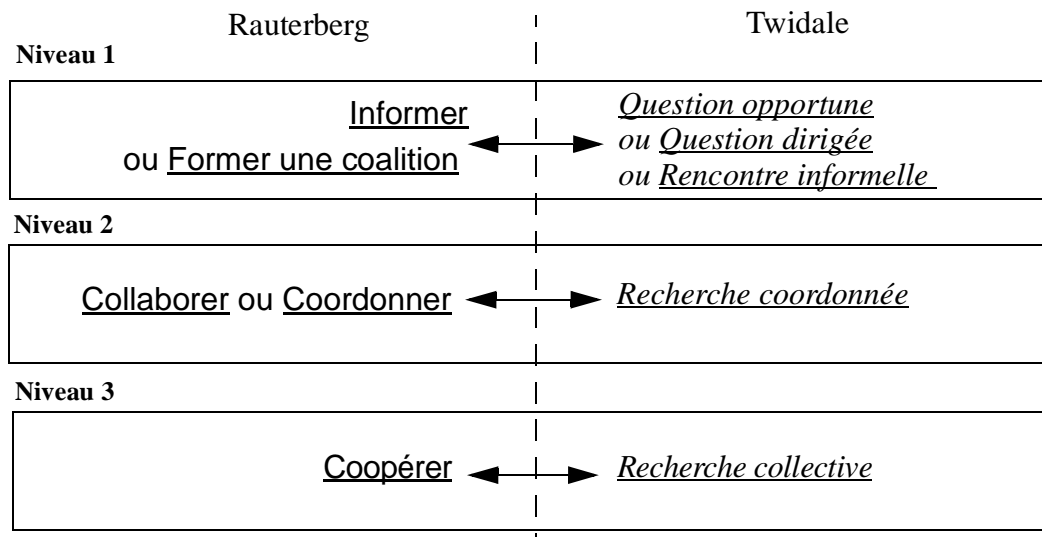 Rauterberg
Twidale
Niveau 1
Informer
ou Former une coalition
Question opportune
ou Question dirigée
ou Rencontre informelle
Niveau 2
Collaborer ou Coordonner
Recherche coordonnée
Niveau 3
Coopérer
Recherche collective